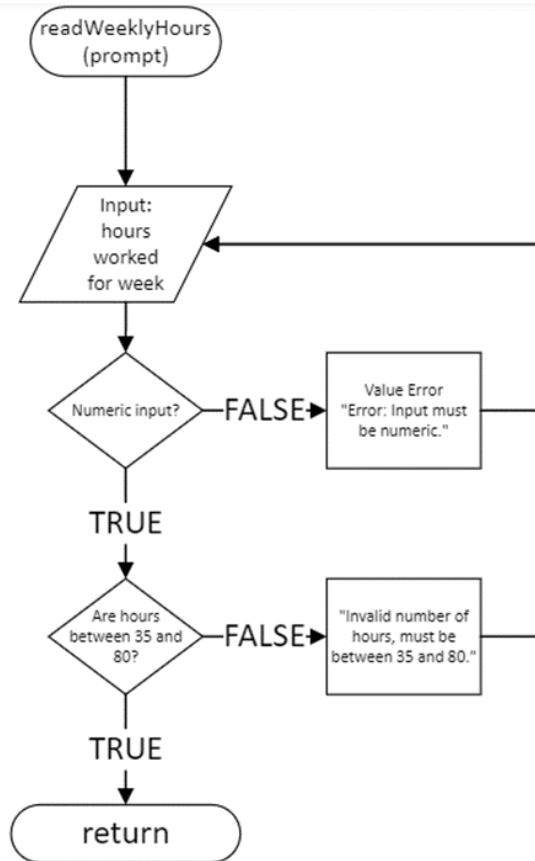 readWeeklyHours
(prompt)
Input:
hours
worked
for week
Numeric input?
FALSE
Value Error
"Error: Input must
be numeric."
TRUE
Are hours
between 35 and
80?
FALSE
"Invalid number of
hours, must be
between 35 and 80."
TRUE
return